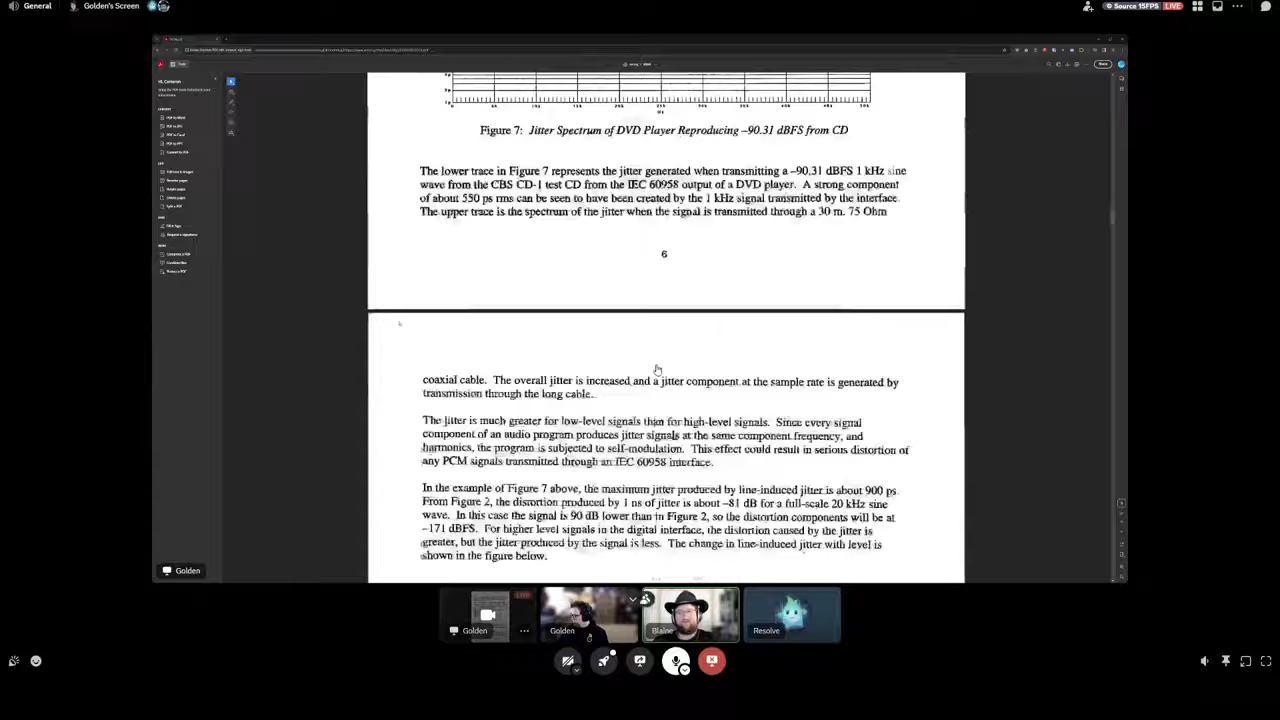 General
Golden's Screen
Source 15FPS LIVE
Figure 7: Jitter Spectrum of DVD Player Reproducing –90.31 dBFS from CD
The lower trace in Figure 7 represents the jitter generated when transmitting a –90.31 dBFS 1 kHz sine
wave from the CBS CD-1 test CD from the IEC 60958 output of a DVD player. A strong component
of about 550 ps rms can be seen to have been created by the 1 kHz signal transmitted by the interface.
The upper trace is the spectrum of the jitter when the signal is transmitted through a 30 m. 75 Ohm
6
coaxial cable. The overall jitter is increased and a jitter component at the sample rate is generated by
transmission through the long cable.
The jitter is much greater for low-level signals than for high-level signals. Since every signal
component of an audio program produces jitter signals at the same component frequency, and
harmonics, the program is subjected to self-modulation. This effect could result in serious distortion of
any PCM signals transmitted through an IEC 60958 interface.
In the example of Figure 7 above, the maximum jitter produced by line-induced jitter is about 900 ps.
From Figure 2, the distortion produced by 1 ns of jitter is about –81 dB for a full-scale 20 kHz sine
wave. In this case the signal is 90 dB lower than in Figure 2, so the distortion components will be at
–171 dBFS. For higher level signals in the digital interface, the distortion caused by the jitter is
greater, but the jitter produced by the signal is less. The change in line-induced jitter with level is
shown in the figure below.
Golden
LIVE
Golden
Golden
Blaine
Resolve